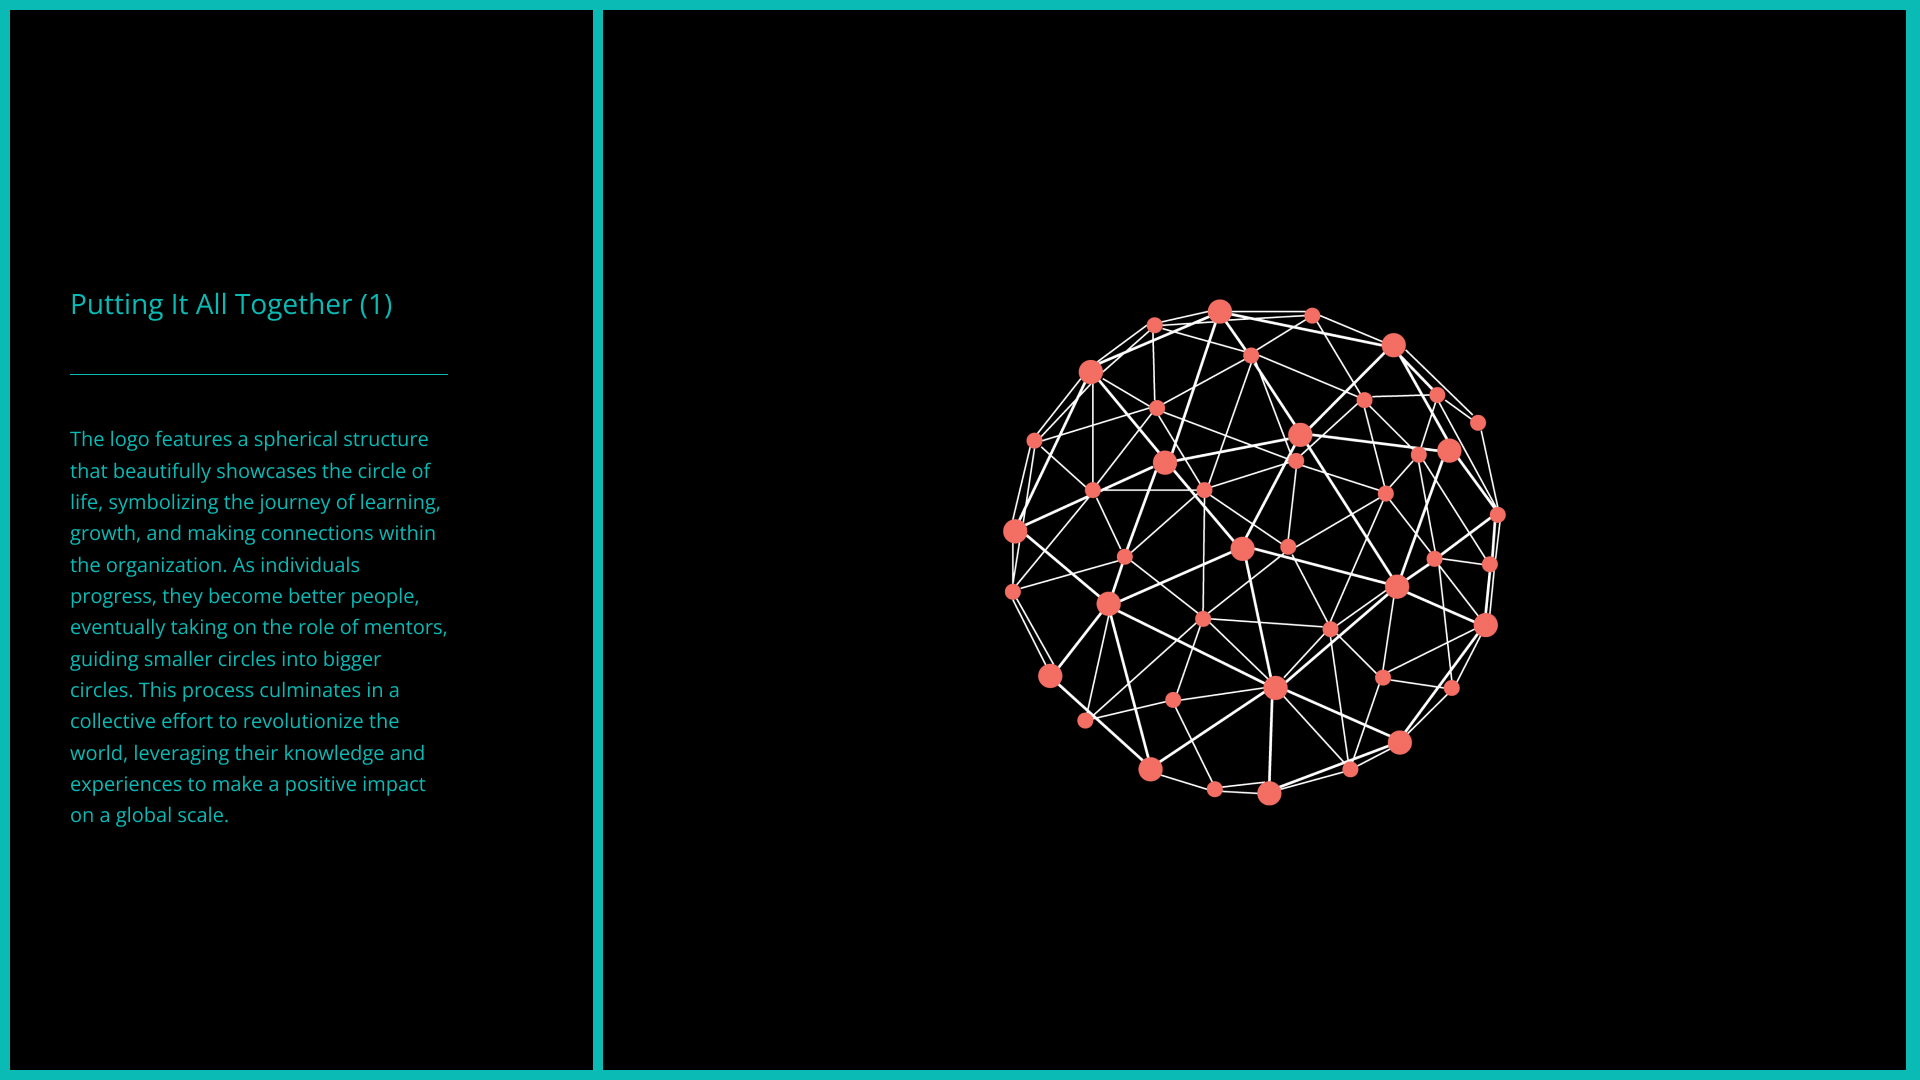 Putting It All Together (1)
The logo features a spherical structure
that beautifully showcases the circle of
life, symbolizing the journey of learning,
growth, and making connections within
the organization. As individuals
progress, they become better people,
eventually taking on the role of mentors,
guiding smaller circles into bigger
circles. This process culminates in a
collective effort to revolutionize the
world, leveraging their knowledge and
experiences to make a positive impact
on a global scale.